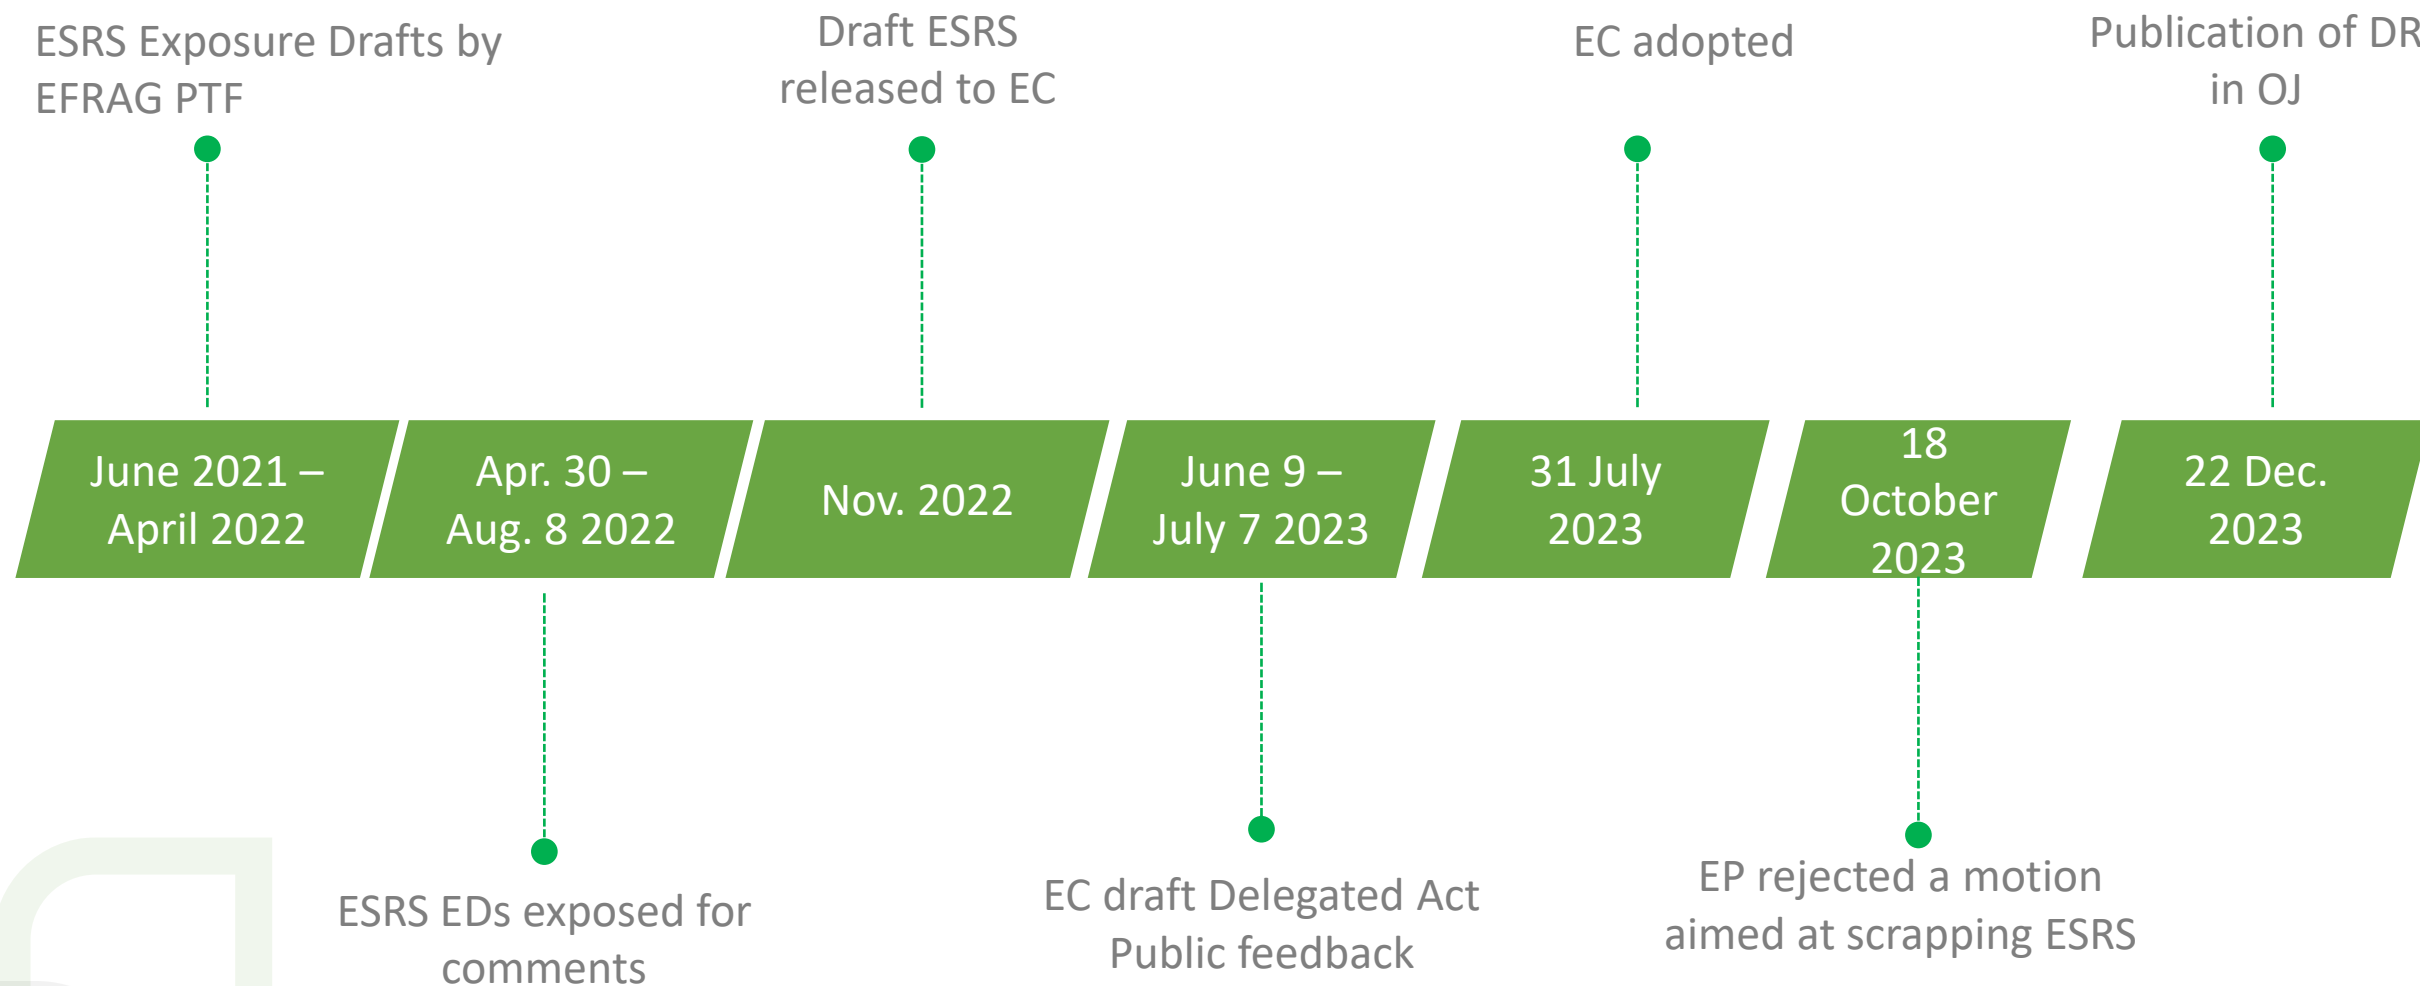 ESRS Exposure Drafts by
EFRAG PTF
Draft ESRS
released to EC
EC adopted
Publication of DR
in OJ
June 2021 –
April 2022
Apr. 30 –
Aug. 8 2022
Nov. 2022
June 9 –
July 7 2023
31 July
2023
18
October
2023
22 Dec.
2023
ESRS EDs exposed for
comments
EC draft Delegated Act
Public feedback
EP rejected a motion
aimed at scrapping ESRS